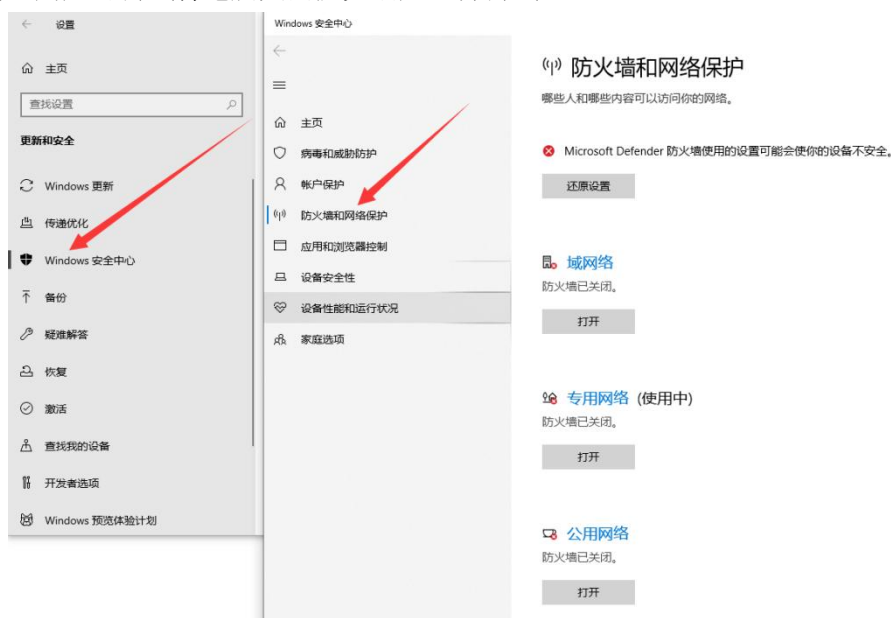 设置
主页
查找设置
更新和安全
Windows 更新
传递优化
Windows 安全中心
备份
疑难解答
恢复
激活
查找我的设备
开发者选项
Windows 预览体验计划
Windows 安全中心
主页
病毒和威胁防护
帐户保护
防火墙和网络保护
应用和浏览器控制
设备安全性
设备性能和运行状况
家庭选项
防火墙和网络保护
哪些人和哪些内容可以访问你的网络。
Microsoft Defender 防火墙使用的设置可能会使你的设备不安全。
还原设置
域网络
防火墙已关闭。
打开
专用网络 (使用中)
防火墙已关闭。
打开
公用网络
防火墙已关闭。
打开